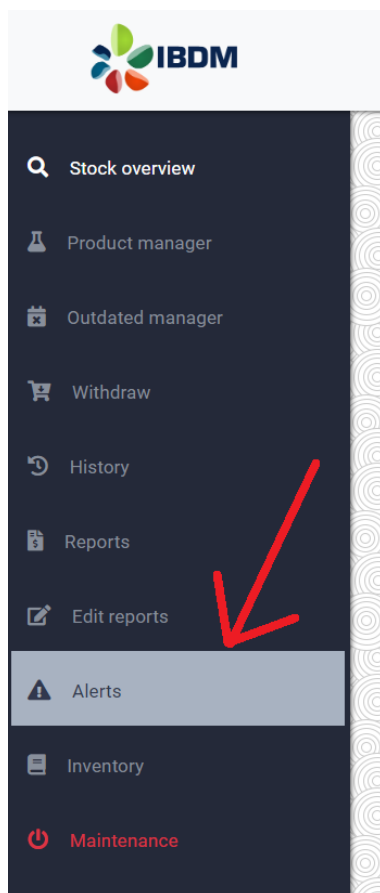 IBDM
Stock overview
Product manager
Outdated manager
Withdraw
History
Reports
Edit reports
Alerts
Inventory
Maintenance